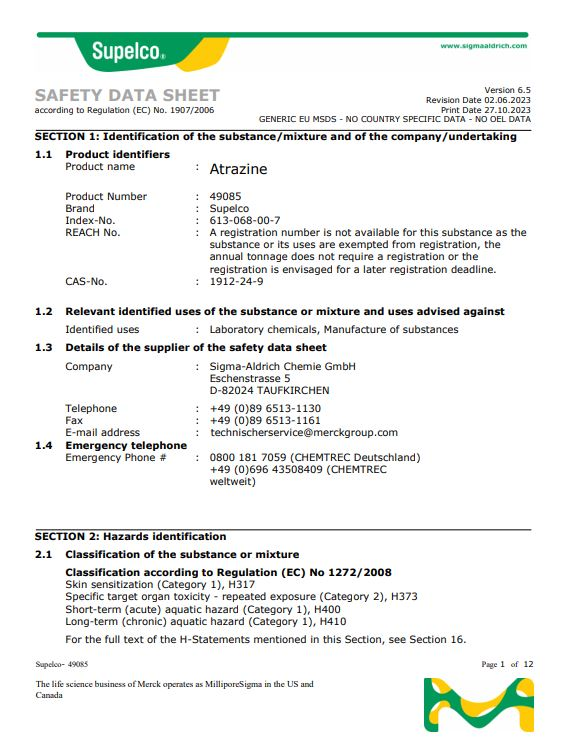 Supelco®
www.sigmaaldrich.com
SAFETY DATA SHEET
according to Regulation (EC) No. 1907/2006
Version 6.5
Revision Date 02.06.2023
Print Date 27.10.2023
GENERIC EU MSDS - NO COUNTRY SPECIFIC DATA - NO OEL DATA
SECTION 1: Identification of the substance/mixture and of the company/undertaking
1.1 Product identifiers
Product name : Atrazine
Product Number : 49085
Brand : Supelco
Index-No. : 613-068-00-7
REACH No. : A registration number is not available for this substance as the
substance or its uses are exempted from registration, the
annual tonnage does not require a registration or the
registration is envisaged for a later registration deadline.
CAS-No. : 1912-24-9
1.2 Relevant identified uses of the substance or mixture and uses advised against
Identified uses : Laboratory chemicals, Manufacture of substances
1.3 Details of the supplier of the safety data sheet
Company : Sigma-Aldrich Chemie GmbH
Eschenstrasse 5
D-82024 TAUFKIRCHEN
Telephone : +49 (0)89 6513-1130
Fax : +49 (0)89 6513-1161
E-mail address : technischerservice@merckgroup.com
1.4 Emergency telephone
Emergency Phone # : 0800 181 7059 (CHEMTREC Deutschland)
+49 (0)696 43508409 (CHEMTREC
weltweit)
SECTION 2: Hazards identification
2.1 Classification of the substance or mixture
Classification according to Regulation (EC) No 1272/2008
Skin sensitization (Category 1), H317
Specific target organ toxicity - repeated exposure (Category 2), H373
Short-term (acute) aquatic hazard (Category 1), H400
Long-term (chronic) aquatic hazard (Category 1), H410
For the full text of the H-Statements mentioned in this Section, see Section 16.
Supelco- 49085
Page 1 of 12
The life science business of Merck operates as MilliporeSigma in the US and
Canada